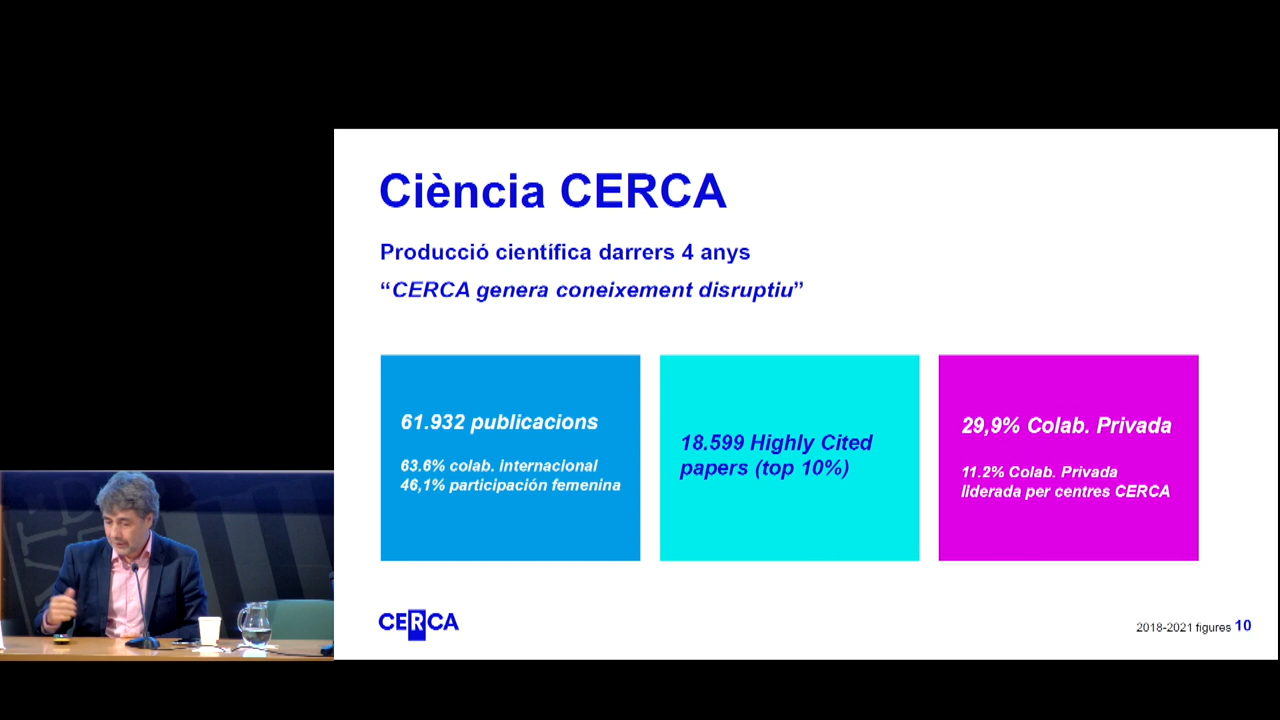 Ciència CERCA
Producció científica darrers 4 anys
“CERCA genera coneixement disruptiu”
61.932 publicacions
63.6% colab. internacional
46,1% participación femenina
18.599 Highly Cited
papers (top 10%)
29,9% Colab. Privada
11.2% Colab. Privada
liderada per centres CERCA
CERCA
2018-2021 figures 10